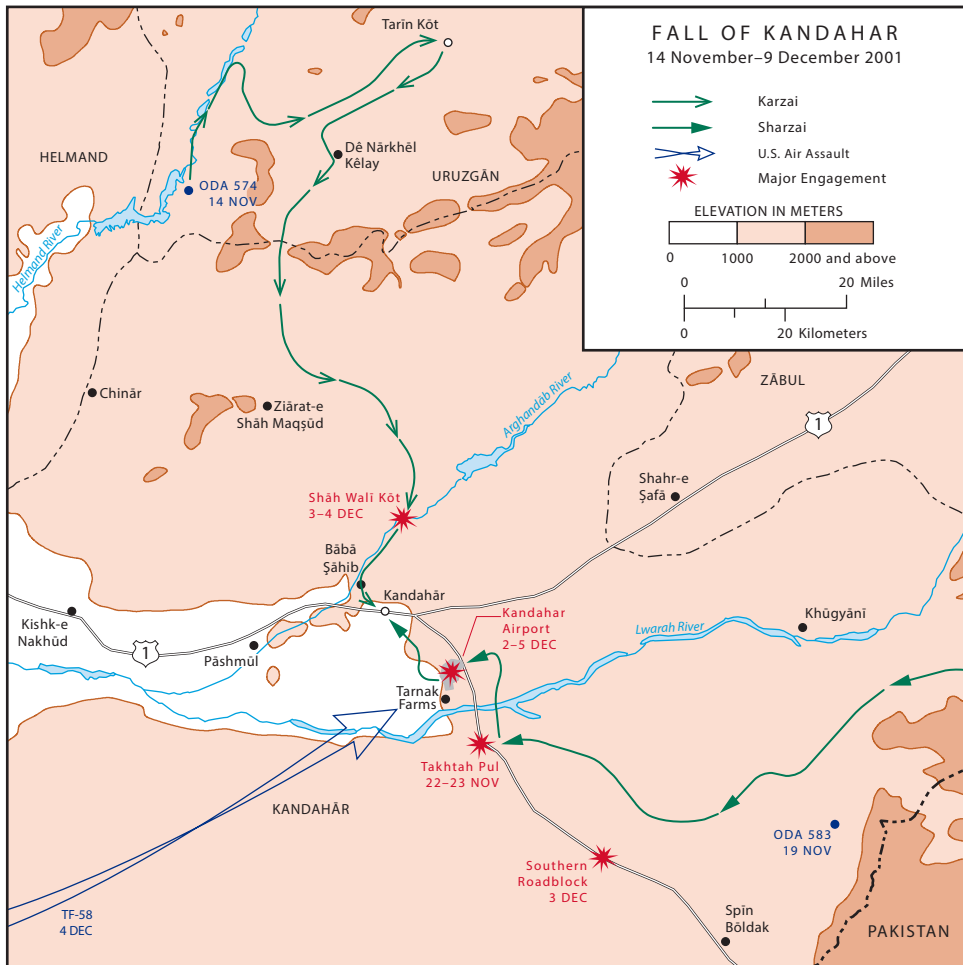 FALL OF KANDAHAR
14 November–9 December 2001
Karzai
Sharzai
U.S. Air Assault
Major Engagement
ELEVATION IN METERS
0 1000 2000 and above
0 20 Miles
0 20 Kilometers
Tarīn Kōt
HELMAND
Dê Nārkhêl
Kêlay
URUZGĀN
ODA 574
14 NOV
Helmand River
Chinār
Ziārat-e
Shāh Maqşūd
Arghandāb River
ZĀBUL
1
Shāh Walī Kōt
3–4 DEC
Shahr-e
Şafā
Bābā
Şāhib
Kandahār
Kishk-e
Nakhūd
1
Pāshmūl
Kandahar
Airport
2–5 DEC
Lwarah River
Khūgyānī
Tarnak
Farms
Takhtah Pul
22–23 NOV
KANDAHĀR
ODA 583
19 NOV
Southern
Roadblock
3 DEC
TF-58
4 DEC
Spīn
Bōldak
PAKISTAN